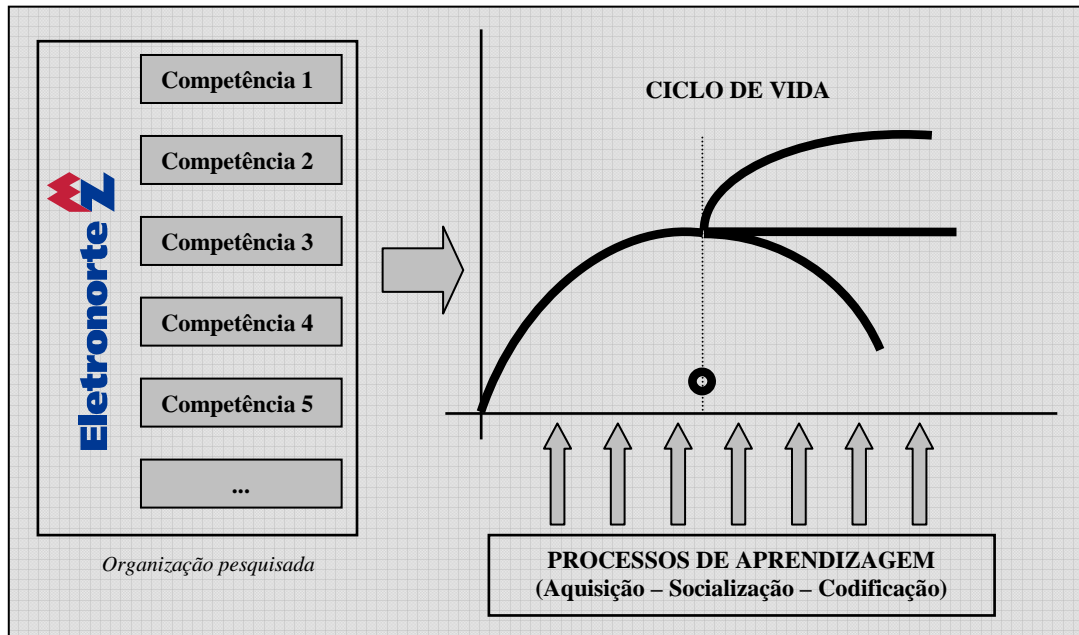 Eletronorte
Competência 1
Competência 2
Competência 3
Competência 4
Competência 5
...
Organização pesquisada
CICLO DE VIDA
PROCESSOS DE APRENDIZAGEM
(Aquisição – Socialização – Codificação)